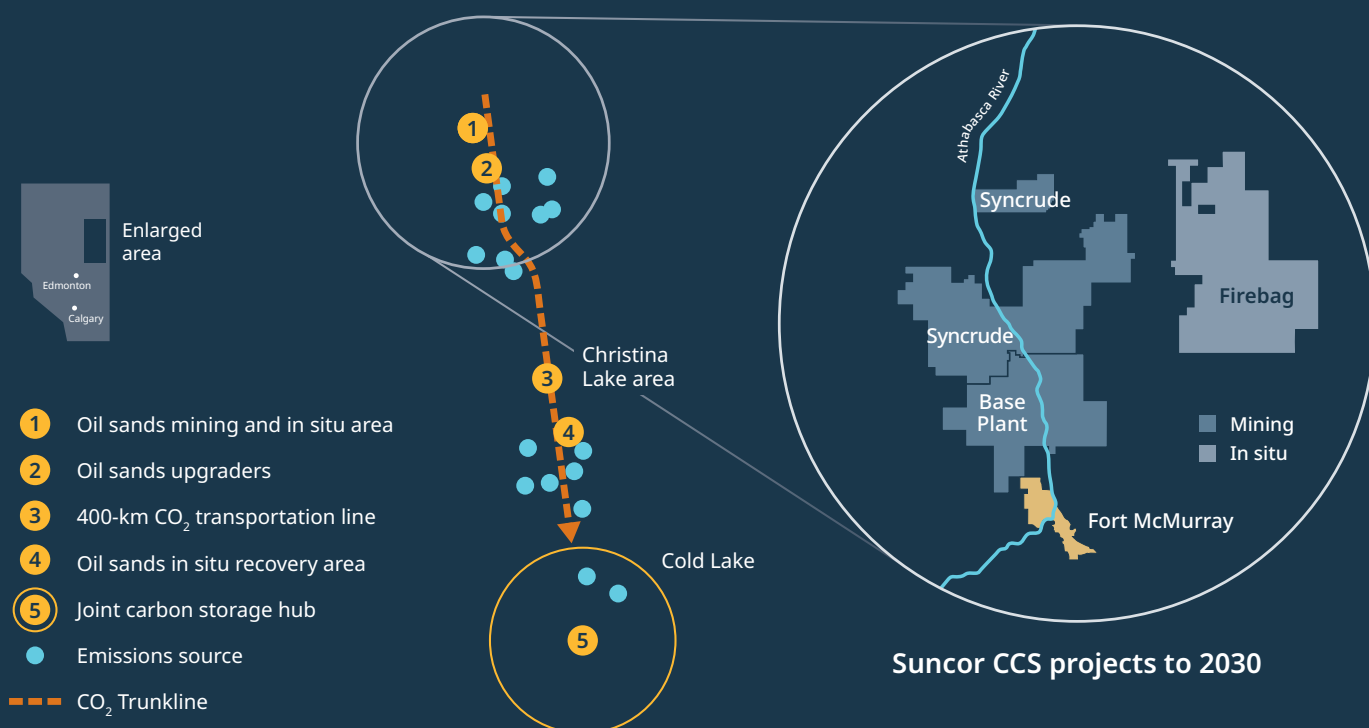 Enlarged
area
Edmonton
Calgary
1 Oil sands mining and in situ area
2 Oil sands upgraders
3 400-km CO₂ transportation line
4 Oil sands in situ recovery area
5 Joint carbon storage hub
Emissions source
CO₂ Trunkline
1
2
3
Christina
Lake area
4
Cold Lake
5
Athabasca River
Syncrude
Syncrude
Firebag
Base
Plant
Mining
In situ
Fort McMurray
Suncor CCS projects to 2030